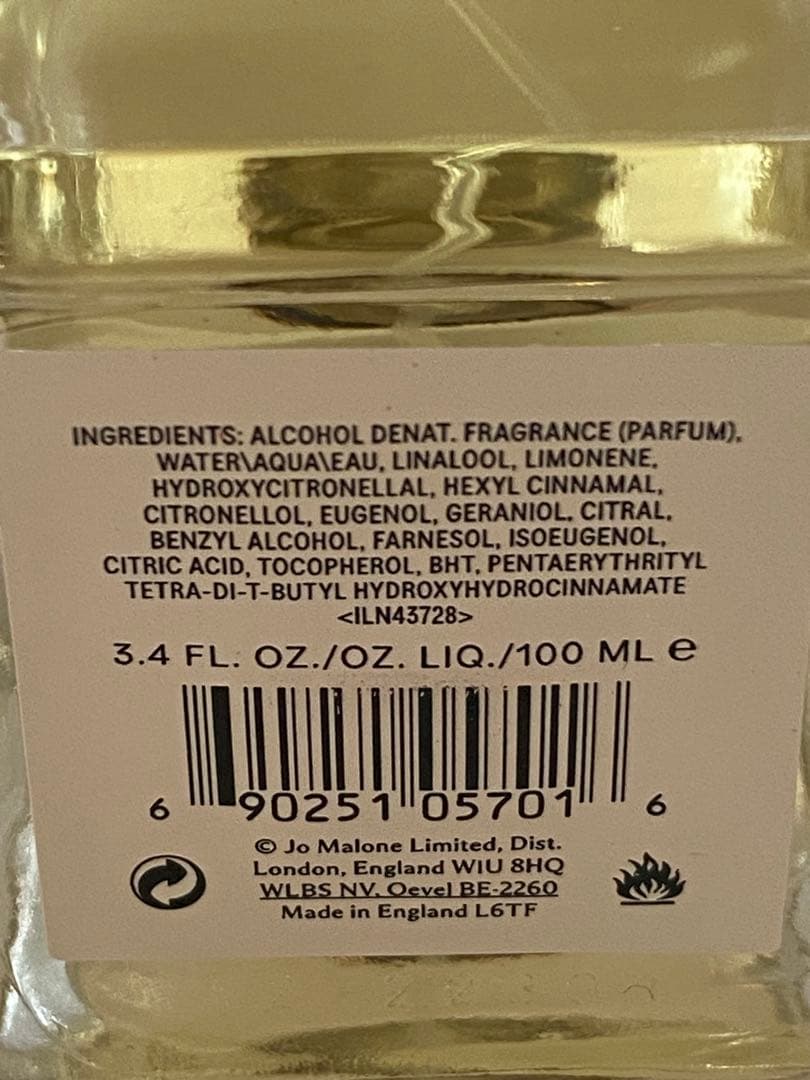 INGREDIENTS: ALCOHOL DENAT. FRAGRANCE (PARFUM),
WATER\AQUA\EAU, LINALOOL, LIMONENE,
HYDROXYCITRONELLAL, HEXYL CINNAMAL,
CITRONELLOL, EUGENOL, GERANIOL, CITRAL,
BENZYL ALCOHOL, FARNESOL, ISOEUGENOL,
CITRIC ACID, TOCOPHEROL, BHT, PENTAERYTHRITYL
TETRA-DI-T-BUTYL HYDROXYHYDROCINNAMATE
<ILN43728>
3.4 FL. OZ./OZ. LIQ./100 ML e
6 90251 05701 6
© Jo Malone Limited, Dist.
London, England W1U 8HQ
WLBS NV, Oevel BE-2260
Made in England L6TF